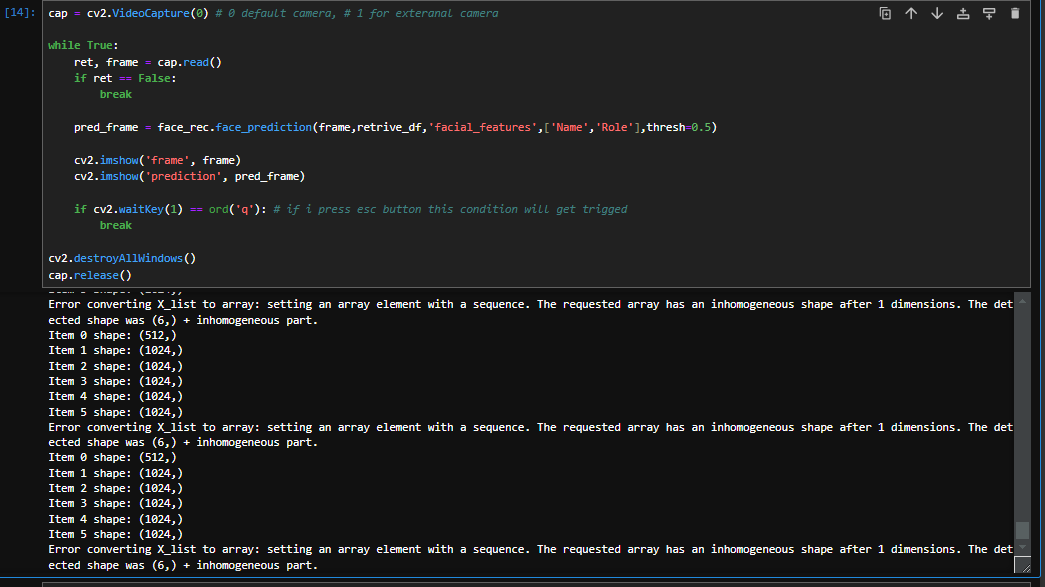 [14]: cap = cv2.VideoCapture(0) # 0 default camera, # 1 for exteranal camera
while True:
    ret, frame = cap.read()
    if ret == False:
        break
    pred_frame = face_rec.face_prediction(frame,retrive_df,'facial_features',['Name','Role'],thresh=0.5)
    cv2.imshow('frame', frame)
    cv2.imshow('prediction', pred_frame)
    if cv2.waitKey(1) == ord('q'): # if i press esc button this condition will get trigged
        break
cv2.destroyAllWindows()
cap.release()
Error converting X_list to array: setting an array element with a sequence. The requested array has an inhomogeneous shape after 1 dimensions. The det
ected shape was (6,) + inhomogeneous part.
Item 0 shape: (512,)
Item 1 shape: (1024,)
Item 2 shape: (1024,)
Item 3 shape: (1024,)
Item 4 shape: (1024,)
Item 5 shape: (1024,)
Error converting X_list to array: setting an array element with a sequence. The requested array has an inhomogeneous shape after 1 dimensions. The det
ected shape was (6,) + inhomogeneous part.
Item 0 shape: (512,)
Item 1 shape: (1024,)
Item 2 shape: (1024,)
Item 3 shape: (1024,)
Item 4 shape: (1024,)
Item 5 shape: (1024,)
Error converting X_list to array: setting an array element with a sequence. The requested array has an inhomogeneous shape after 1 dimensions. The det
ected shape was (6,) + inhomogeneous part.